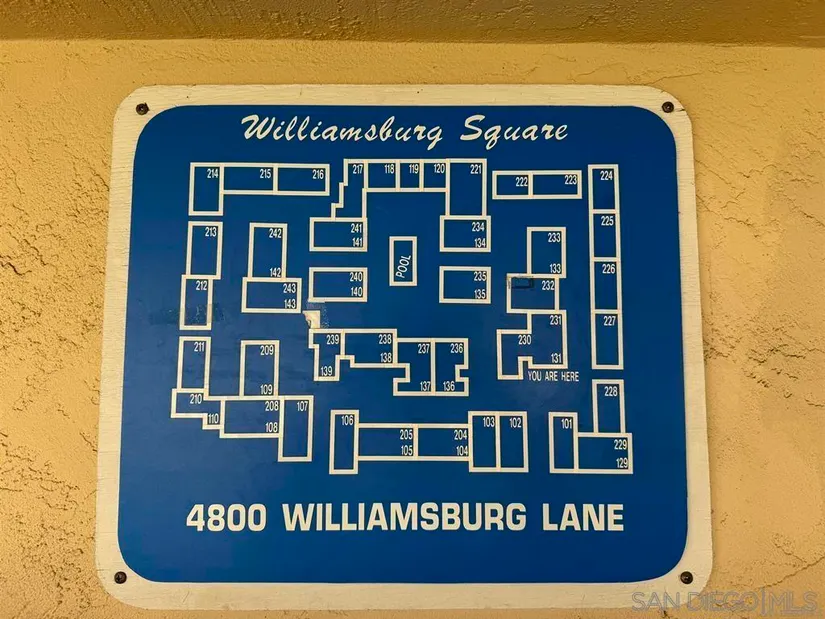 Williamsburg Square
214 215 216 217 118 119 120 221 222 223 224
225
213 242 241 141 234 134 233
142 POOL 133 226
212 243 143 240 140 235 135 232
231 227
211 209 239 238 237 236 230
138 131
139 137 136 YOU ARE HERE
109 228
210 208 107 106 103 102 101
110 108 205 204 229
105 104 129
4800 WILLIAMSBURG LANE
SAN DIEGO MLS